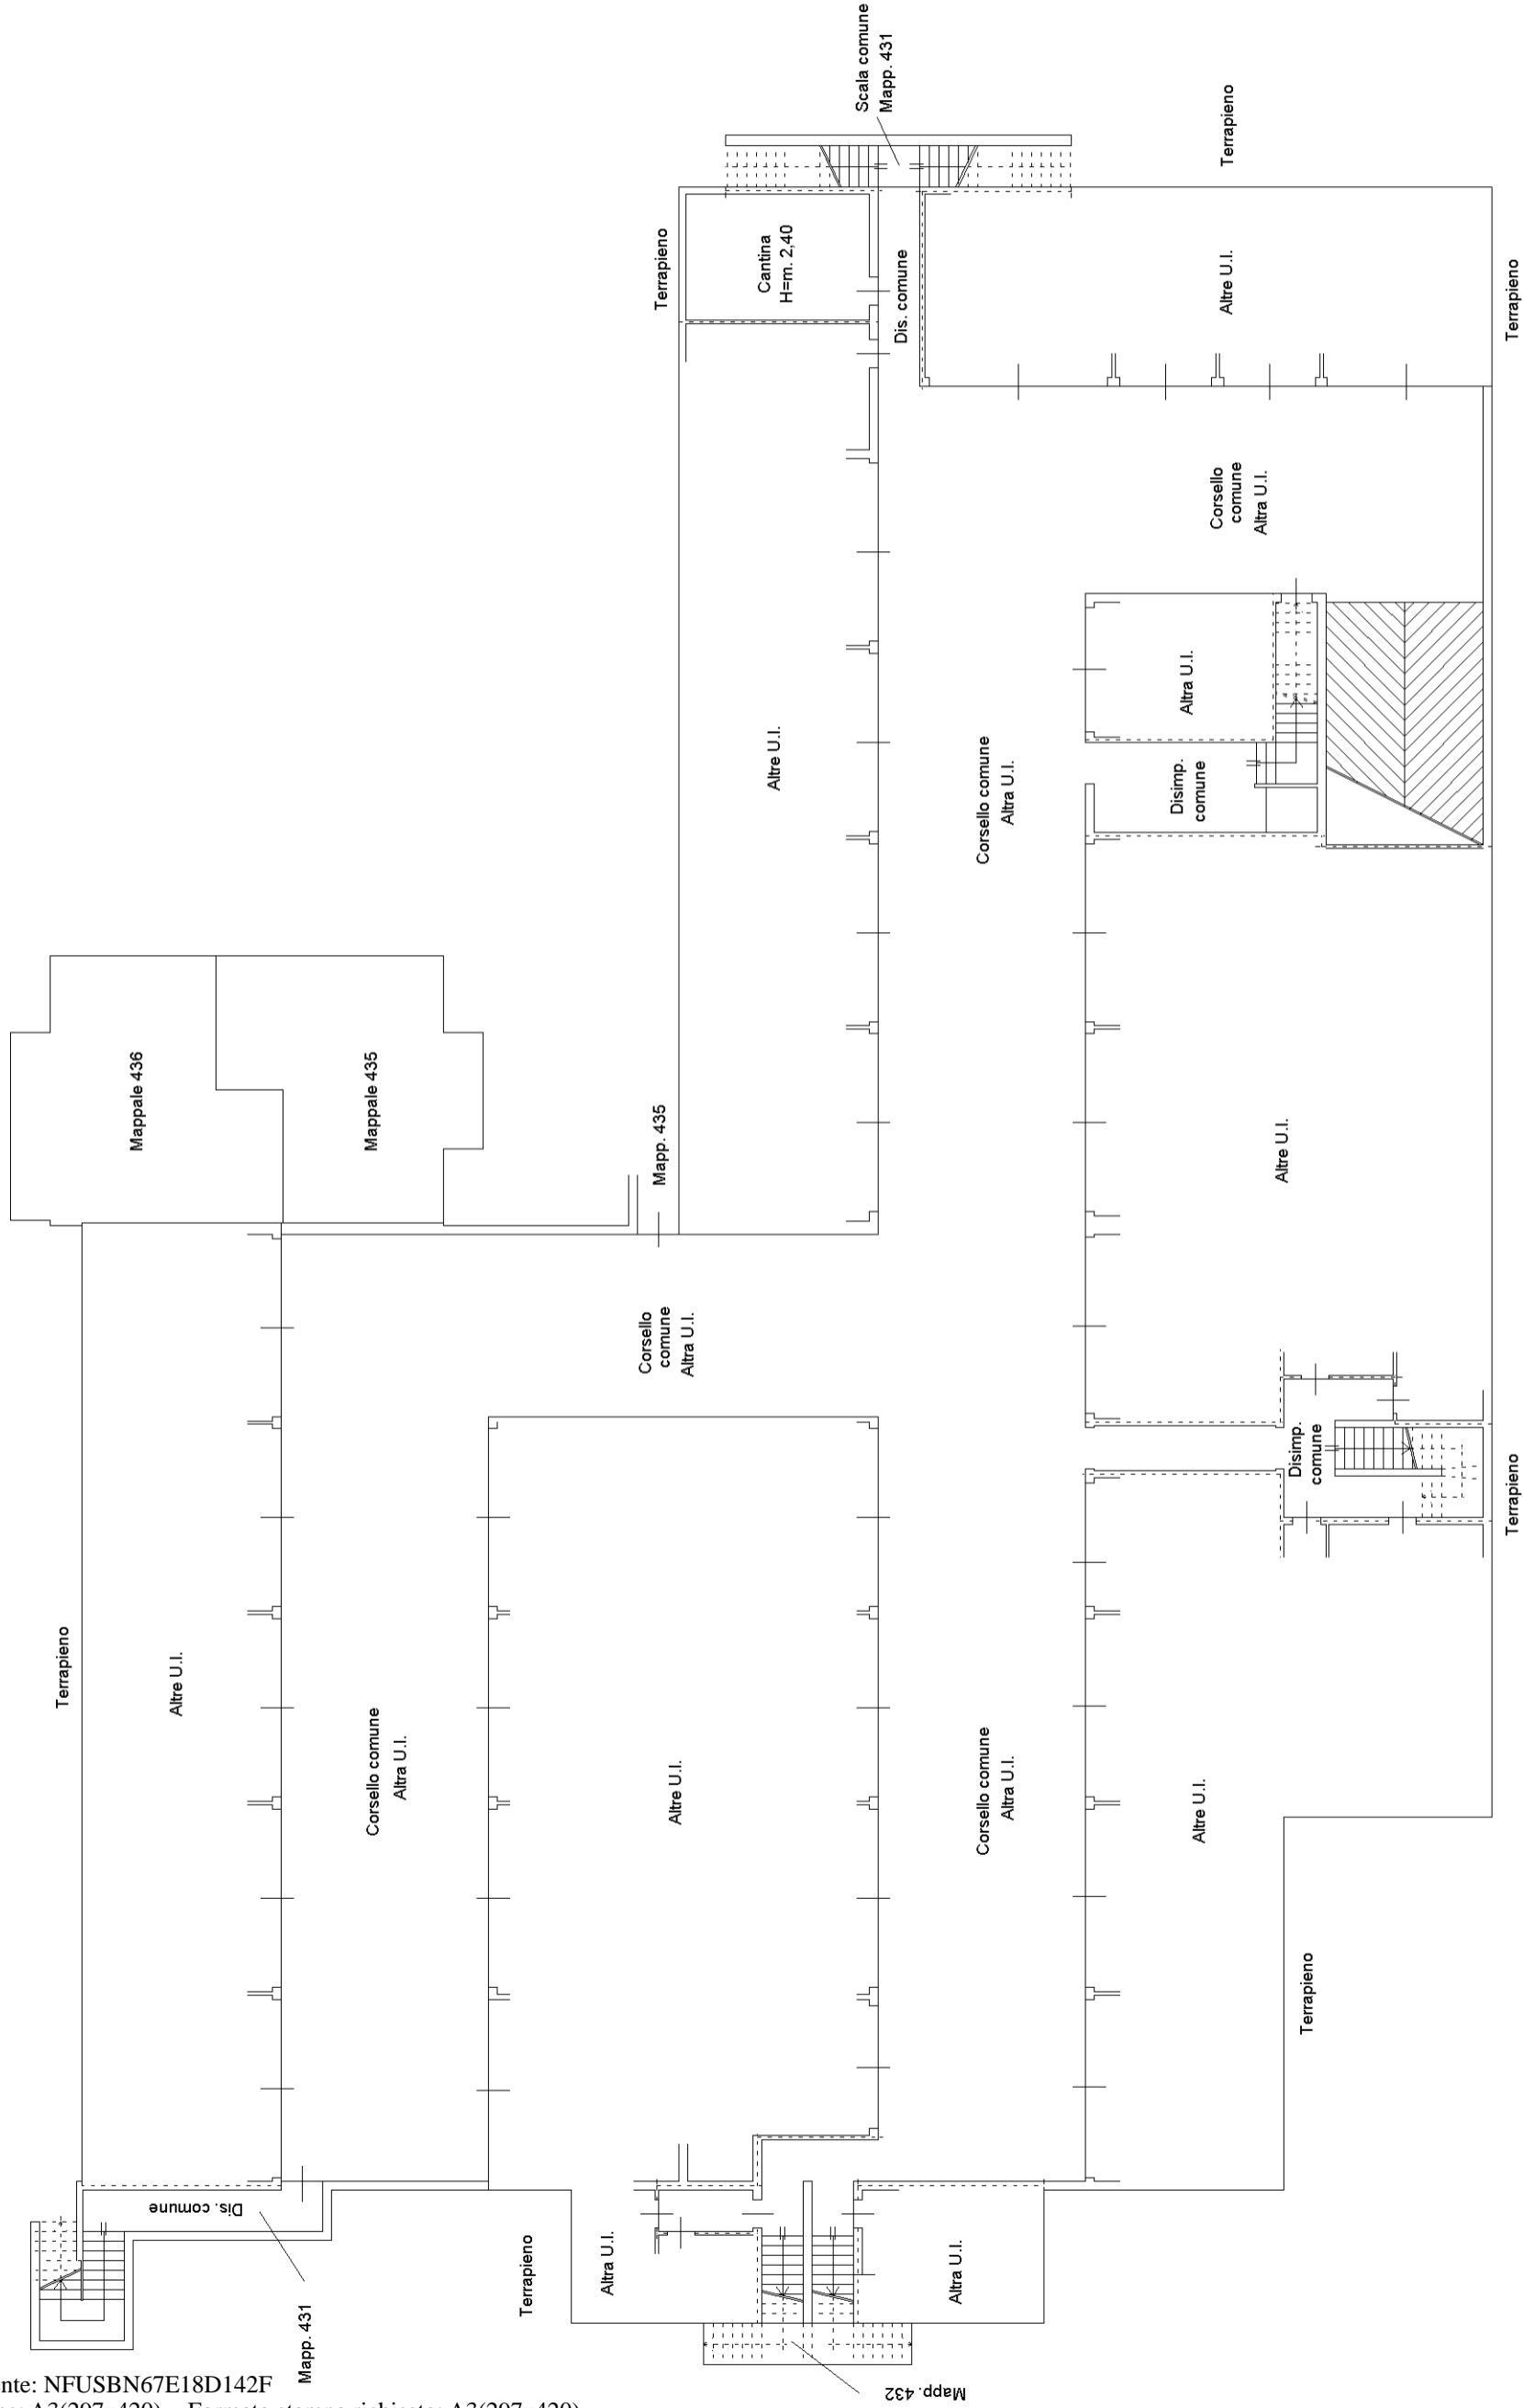 Scala comune
Mapp. 431
Terrapieno
Terrapieno
Cantina
H=m. 2,40
Dis. comune
Altre U.I.
Terrapieno
Corsello
comune
Altra U.I.
Altra U.I.
Altre U.I.
Corsello comune
Altra U.I.
Disimp.
comune
Mappale 436
Mappale 435
Mapp. 435
Altre U.I.
Corsello
comune
Altra U.I.
Disimp.
comune
Terrapieno
Terrapieno
Altre U.I.
Corsello comune
Altra U.I.
Altre U.I.
Corsello comune
Altra U.I.
Altre U.I.
Terrapieno
Dis. comune
Terrapieno
Altra U.I.
Altra U.I.
Mapp. 431
Mapp. 432
nte: NFUSBN67E18D142F